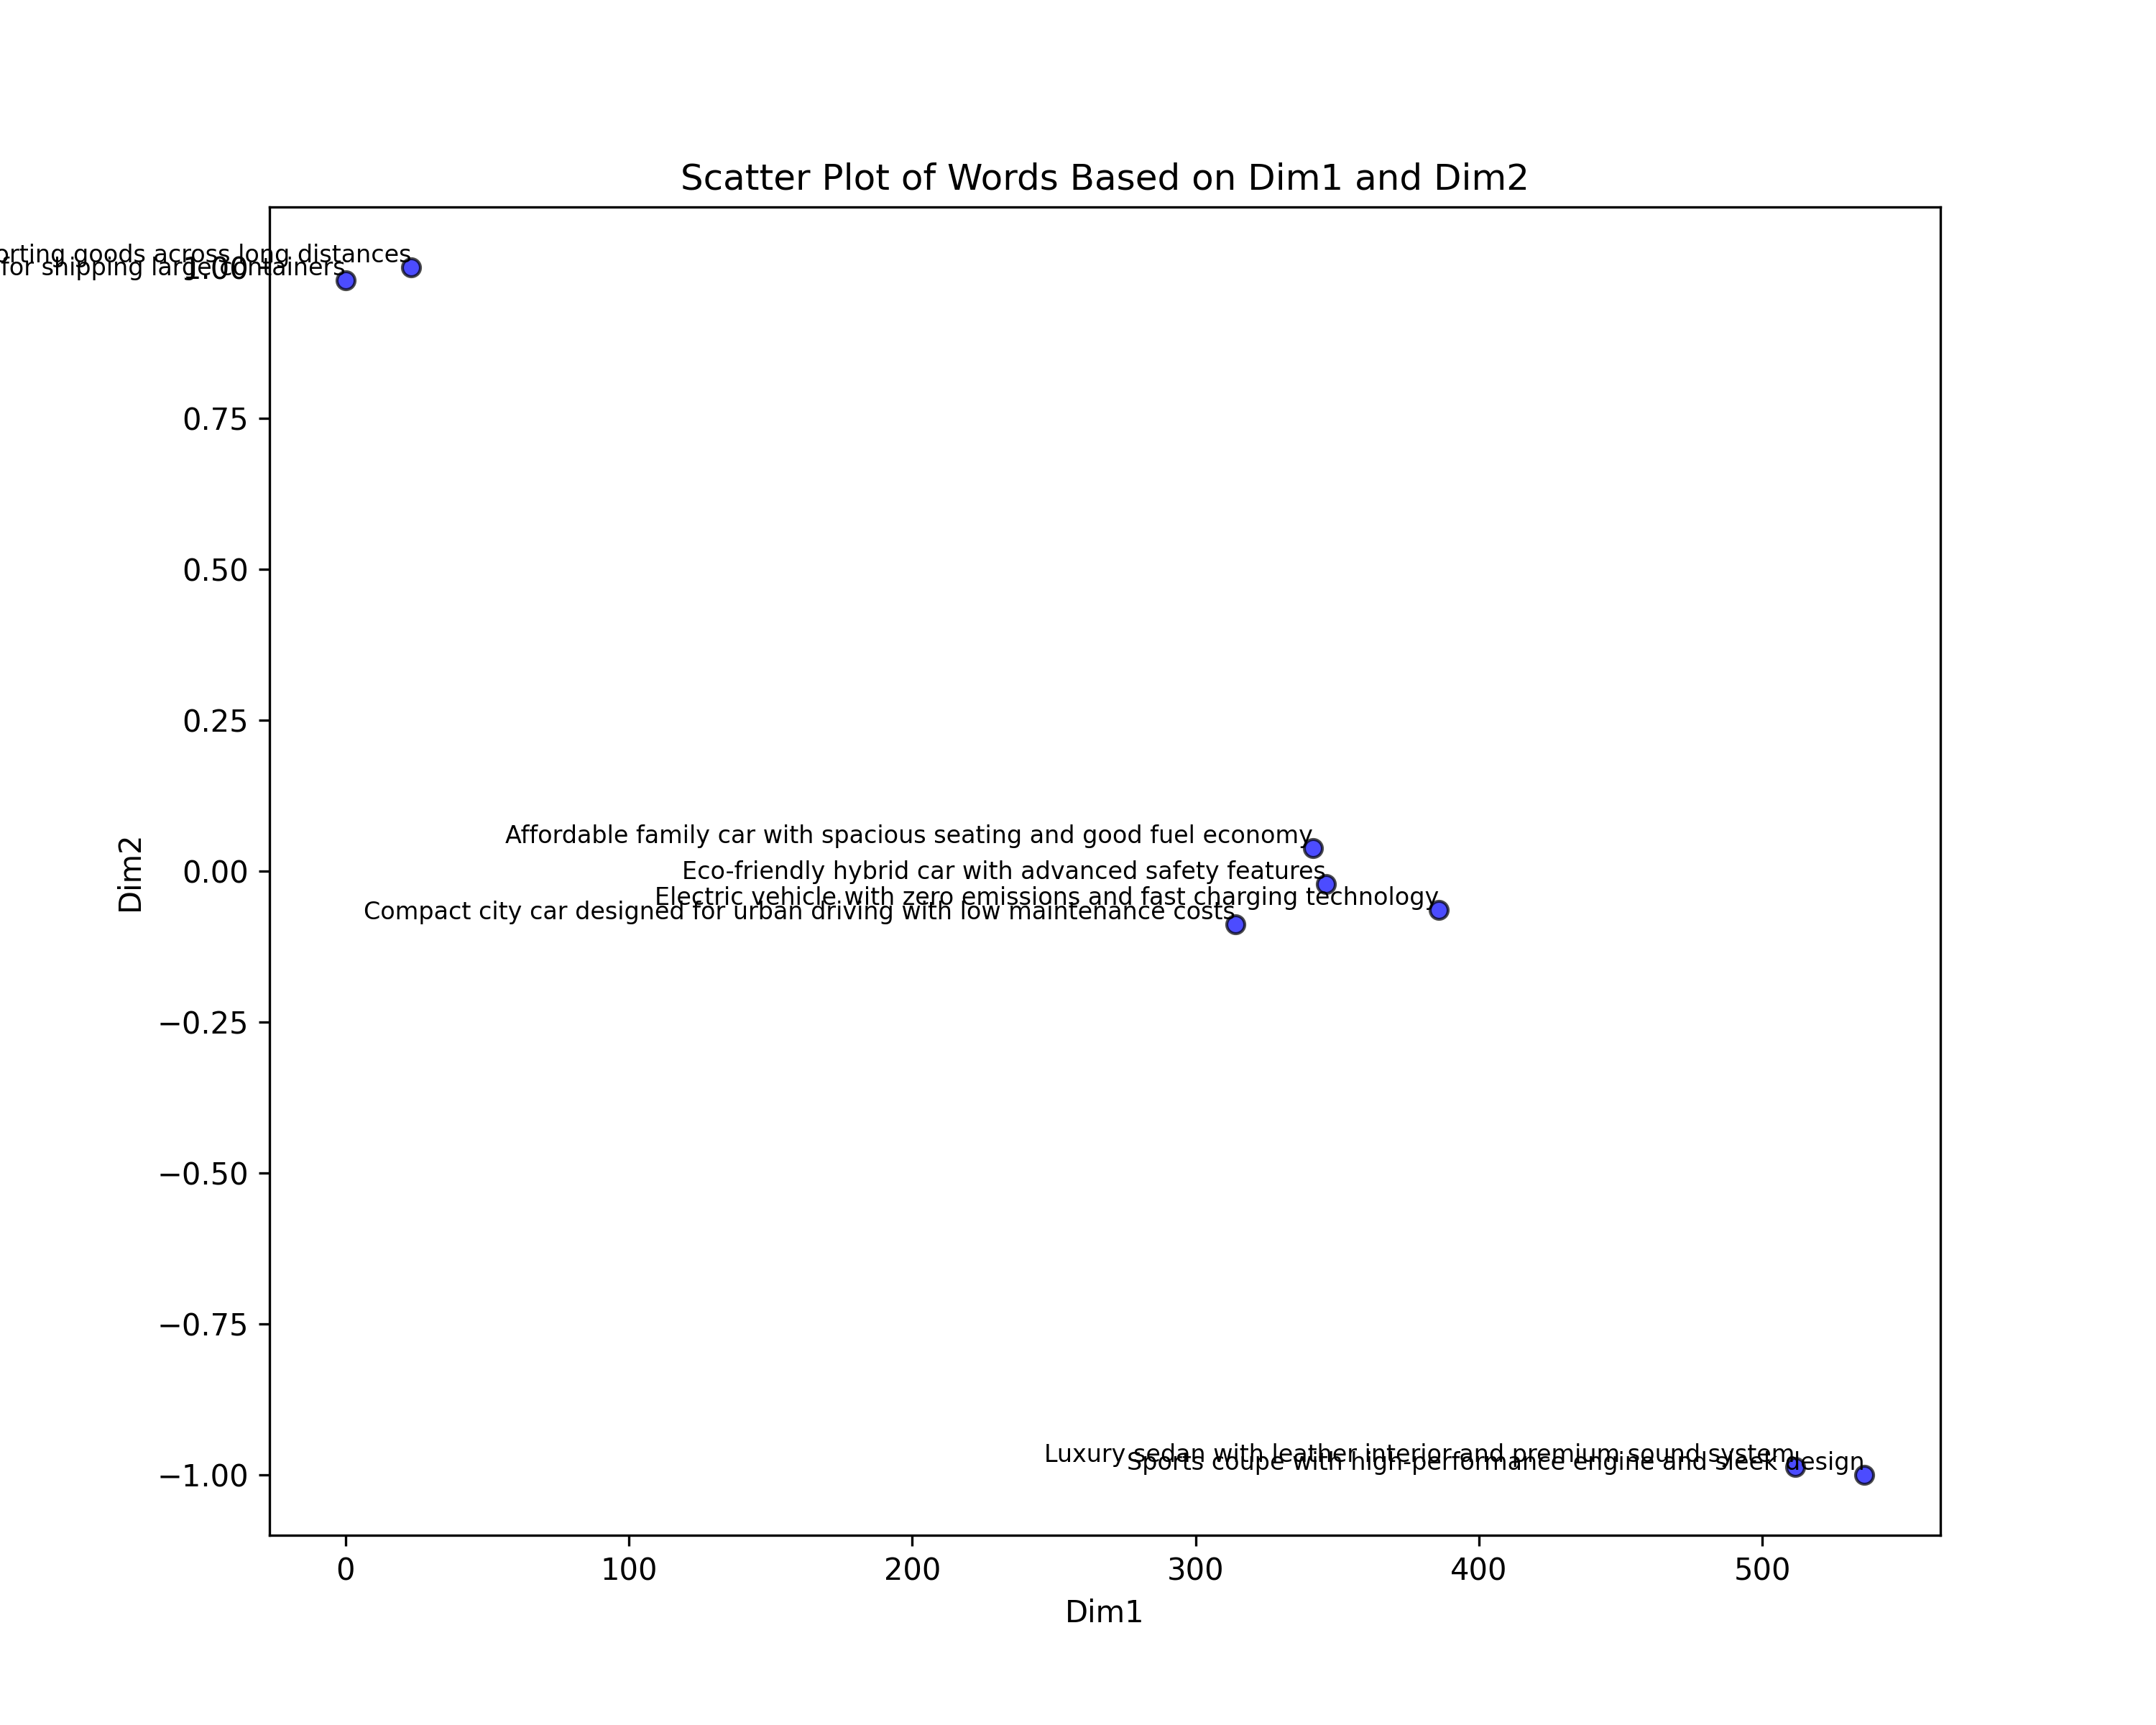 Scatter Plot of Words Based on Dim1 and Dim2
orting goods across long distances
for shipping large containers
1.00
0.75
0.50
0.25
Affordable family car with spacious seating and good fuel economy
0.00
Eco-friendly hybrid car with advanced safety features
Electric vehicle with zero emissions and fast charging technology
Compact city car designed for urban driving with low maintenance costs
Dim2
−0.25
−0.50
−0.75
Luxury sedan with leather interior and premium sound system
Sports coupe with high-performance engine and sleek design
−1.00
0 100 200 300 400 500
Dim1